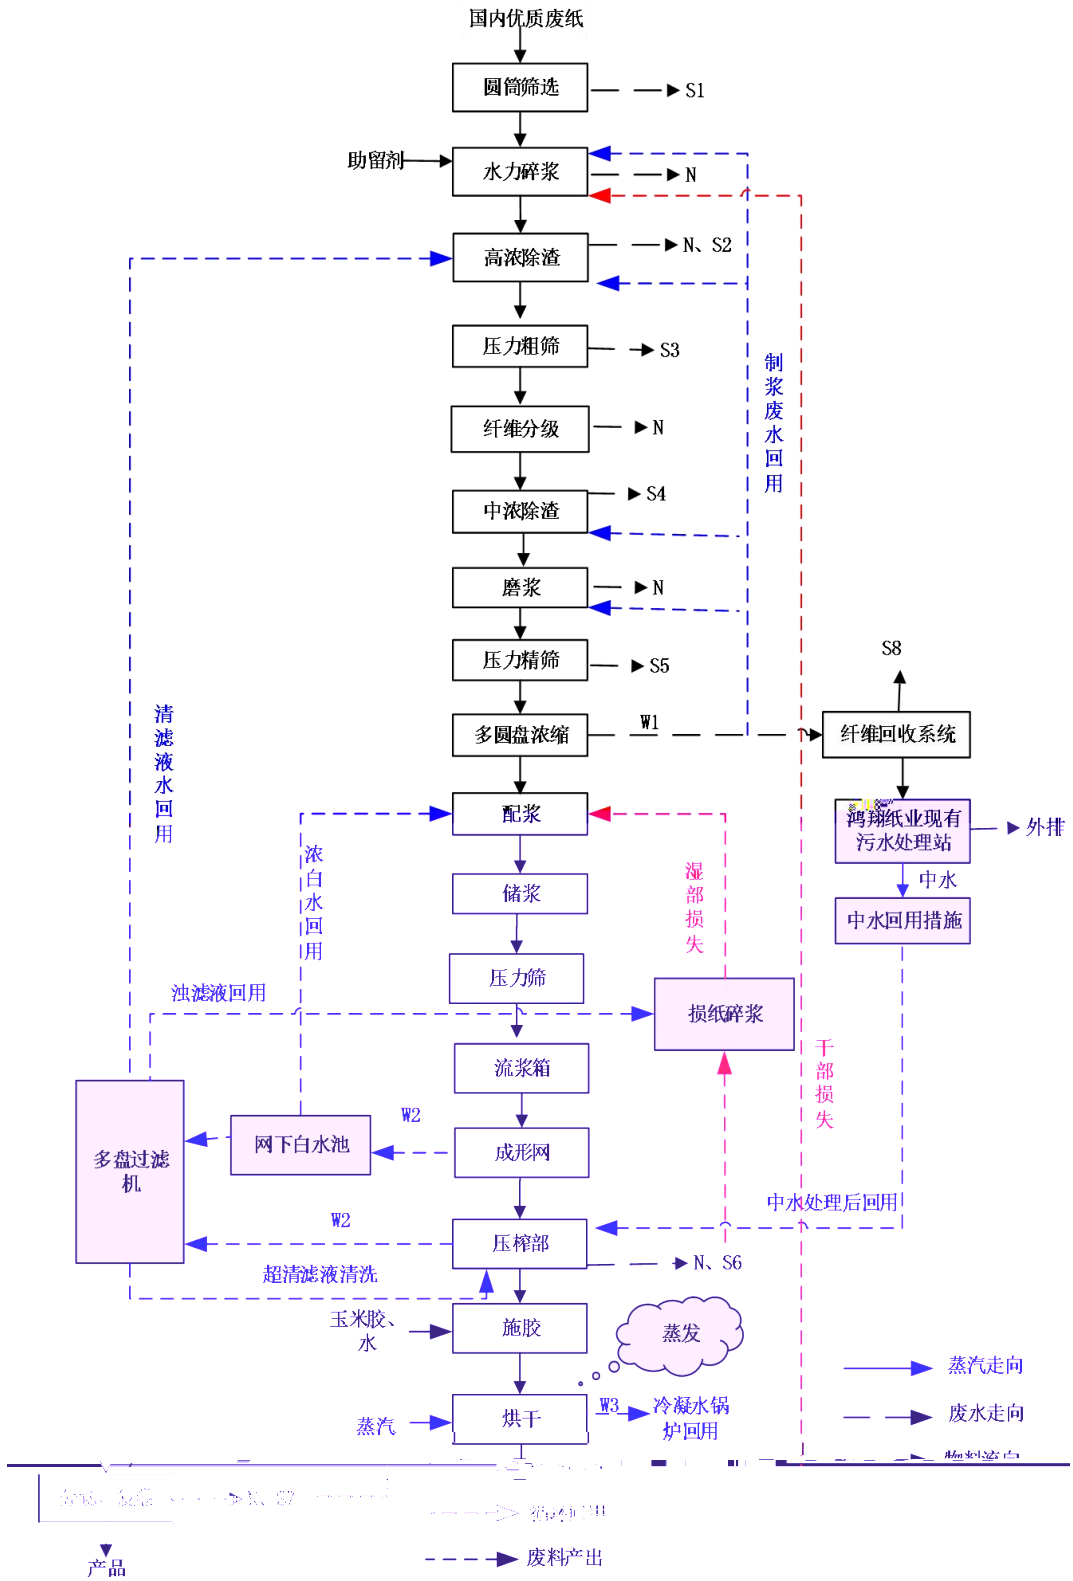 国内优质废纸
圆筒筛选
S1
助留剂
水力碎浆
N
高浓除渣
N、S2
压力粗筛
S3
制浆废水回用
纤维分级
N
中浓除渣
S4
磨浆
N
压力精筛
S5
S8
清滤液水回用
多圆盘浓缩
W1
纤维回收系统
配浆
鸿翔纸业现有
污水处理站
外排
浓白水回用
储浆
湿部损失
中水
中水回用措施
压力筛
浊滤液回用
损纸碎浆
干部损失
流浆箱
W2
网下白水池
成形网
多盘过滤
机
中水处理后回用
W2
压榨部
N、S6
超清滤液清洗
玉米胶、
水
施胶
蒸发
蒸汽走向
蒸汽
烘干
W3
冷凝水锅
炉回用
废水走向
物料流向
废料产出
产品